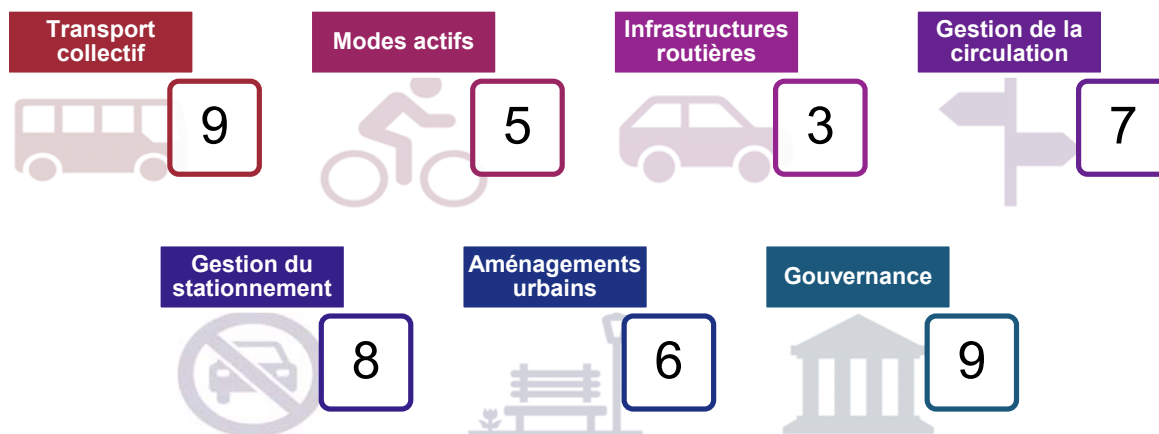 Transport
collectif
9
Modes actifs
5
Infrastructures
routières
3
Gestion de la
circulation
7
Gestion du
stationnement
8
Aménagements
urbains
6
Gouvernance
9